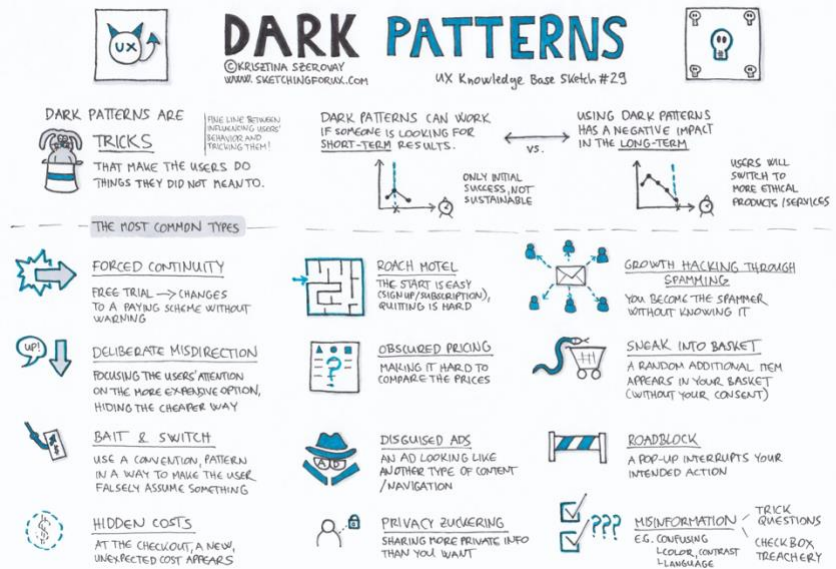 UX
DARK PATTERNS
©KRISZTINA SZEROVAY
WWW.SKETCHINGFORUX.COM
UX Knowledge Base Sketch #29
DARK PATTERNS ARE
TRICKS
THAT MAKE THE USERS DO
THINGS THEY DID NOT MEAN TO.
FINE LINE BETWEEN
INFLUENCING USERS'
BEHAVIOR AND
TRICKING THEM!
DARK PATTERNS CAN WORK
IF SOMEONE IS LOOKING FOR
SHORT-TERM RESULTS.
ONLY INITIAL
SUCCESS, NOT
SUSTAINABLE
VS.
USING DARK PATTERNS
HAS A NEGATIVE IMPACT
IN THE LONG-TERM
USERS WILL
SWITCH TO
MORE ETHICAL
PRODUCTS/SERVICES
THE MOST COMMON TYPES
FORCED CONTINUITY
FREE TRIAL → CHANGES
TO A PAYING SCHEME WITHOUT
WARNING
ROACH MOTEL
THE START IS EASY
(SIGN UP/SUBSCRIPTION),
QUITTING IS HARD
GROWTH HACKING THROUGH
SPAMMING
YOU BECOME THE SPAMMER
WITHOUT KNOWING IT
UP!
DELIBERATE MISDIRECTION
FOCUSING THE USERS' ATTENTION
ON THE MORE EXPENSIVE OPTION,
HIDING THE CHEAPER WAY
?
OBSCURED PRICING
MAKING IT HARD TO
COMPARE THE PRICES
SNEAK INTO BASKET
A RANDOM ADDITIONAL ITEM
APPEARS IN YOUR BASKET
(WITHOUT YOUR CONSENT)
BAIT & SWITCH
USE A CONVENTION, PATTERN
IN A WAY TO MAKE THE USER
FALSELY ASSUME SOMETHING
AD
DISGUISED ADS
AN AD LOOKING LIKE
ANOTHER TYPE OF CONTENT
/NAVIGATION
ROADBLOCK
A POP-UP INTERRUPTS YOUR
INTENDED ACTION
$
HIDDEN COSTS
AT THE CHECKOUT, A NEW,
UNEXPECTED COST APPEARS
PRIVACY ZUCKERING
SHARING MORE PRIVATE INFO
THAN YOU WANT
???
MISINFORMATION
E.G. CONFUSING
COLOR, CONTRAST
LANGUAGE
TRICK
QUESTIONS
CHECKBOX
TREACHERY